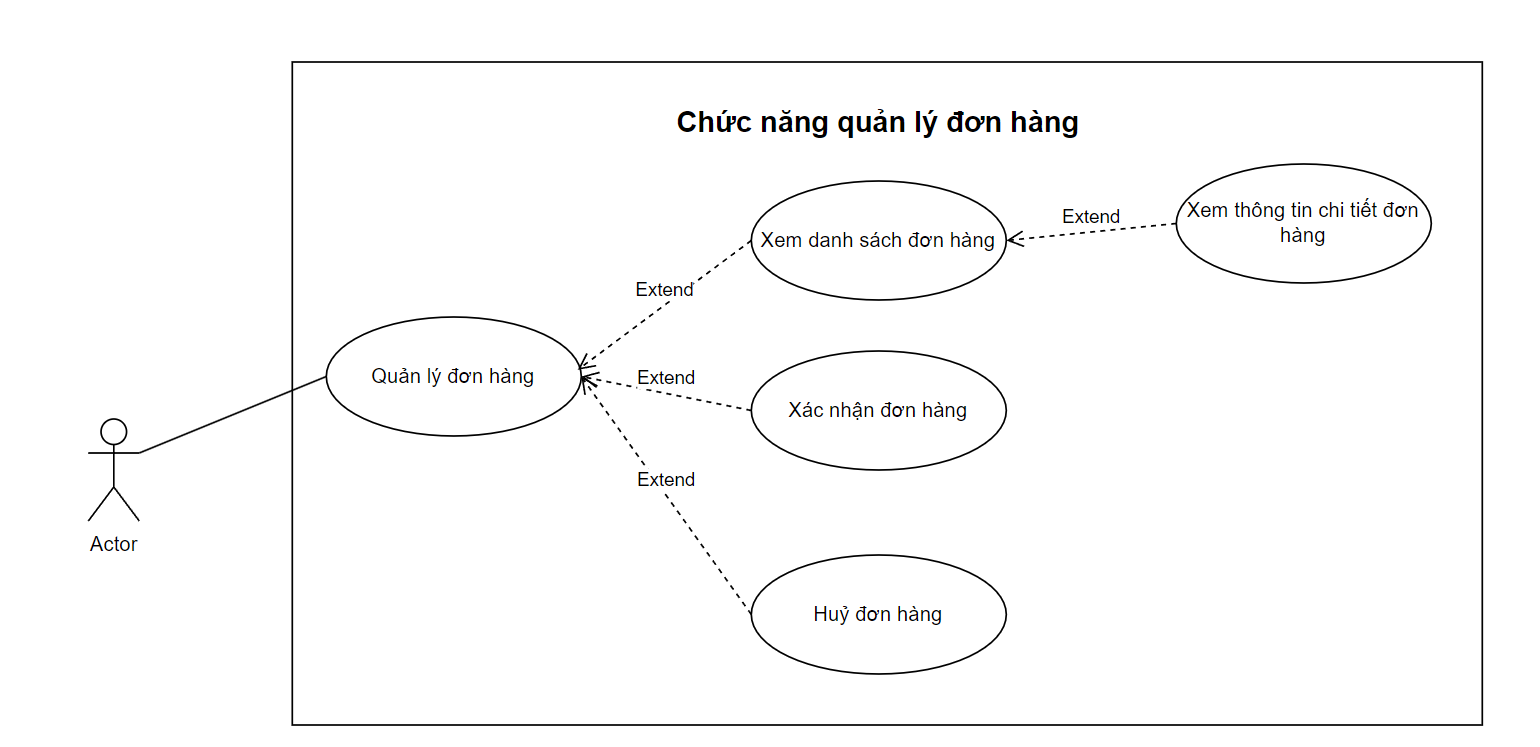 Chức năng quản lý đơn hàng
Xem thông tin chi tiết đơn
hàng
Extend
Xem danh sách đơn hàng
Extend
Quản lý đơn hàng
Extend
Xác nhận đơn hàng
Extend
Actor
Huỷ đơn hàng